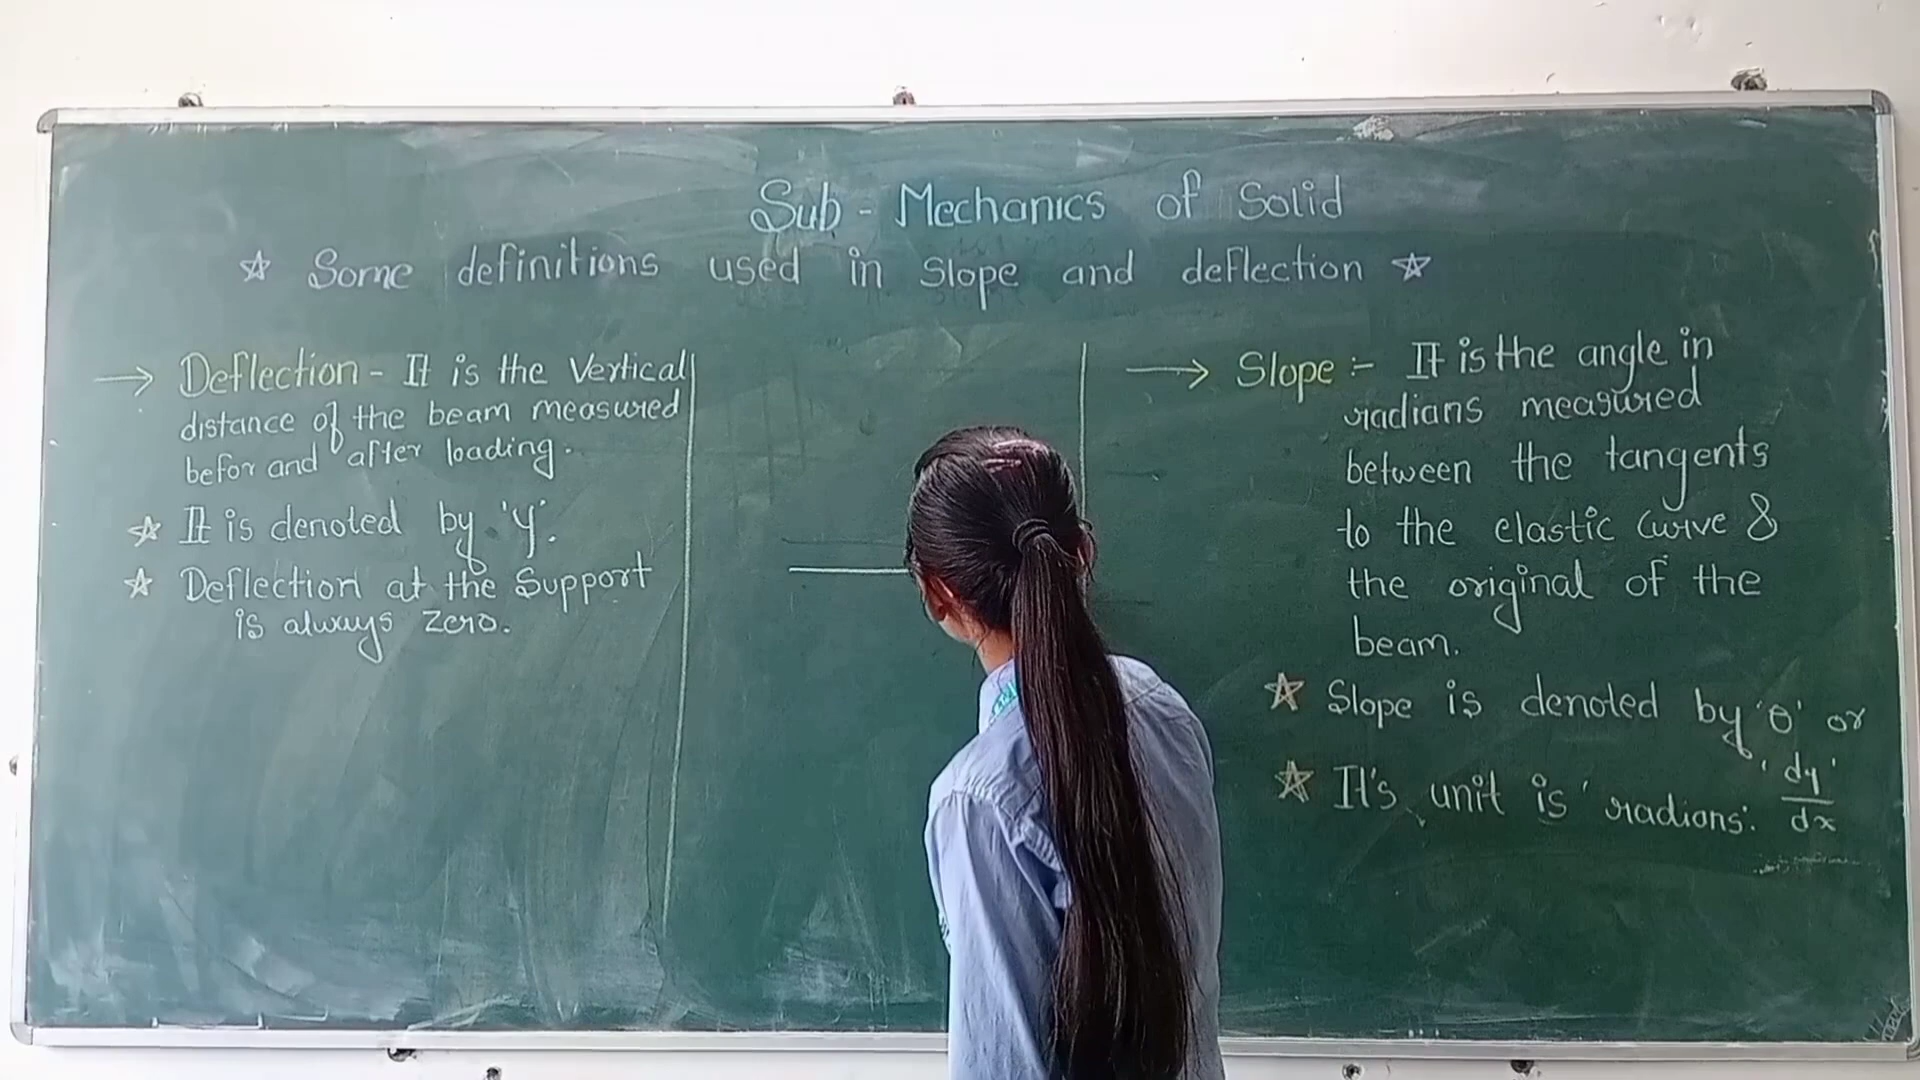 Sub - Mechanics of Solid
☆ Some definitions used in Slope and deflection ☆
→ Deflection - It is the Vertical
distance of the beam measured
befor and after loading.
☆ It is denoted by 'y'.
☆ Deflection at the Support
is always Zero.
→ Slope :- It is the angle in
radians measured
between the tangents
to the elastic curve &
the original of the
beam.
☆ Slope is denoted by 'θ' or
'dy/dx'
☆ It's unit is 'radians'.